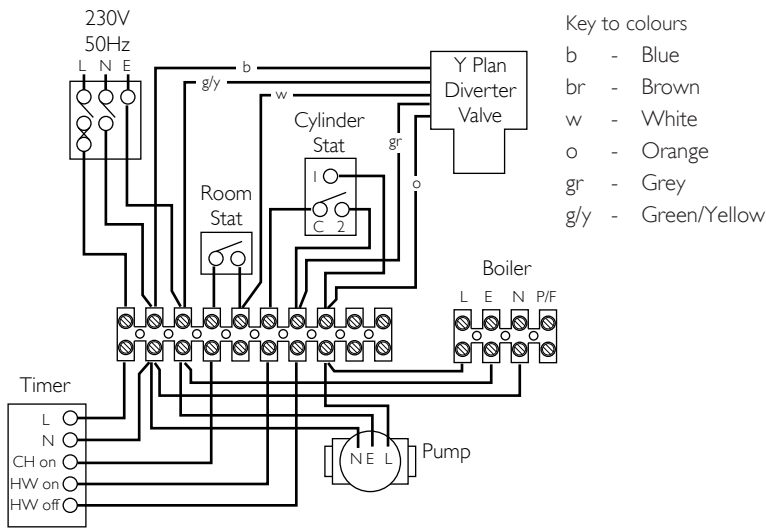 230V
50Hz
L N E
b
g/y
w
gr
o
Y Plan
Diverter
Valve
Cylinder
Stat
1
C 2
Room
Stat
Key to colours
b - Blue
br - Brown
w - White
o - Orange
gr - Grey
g/y - Green/Yellow
Boiler
L E N P/F
Timer
L
N
CH on
HW on
HW off
N E L
Pump